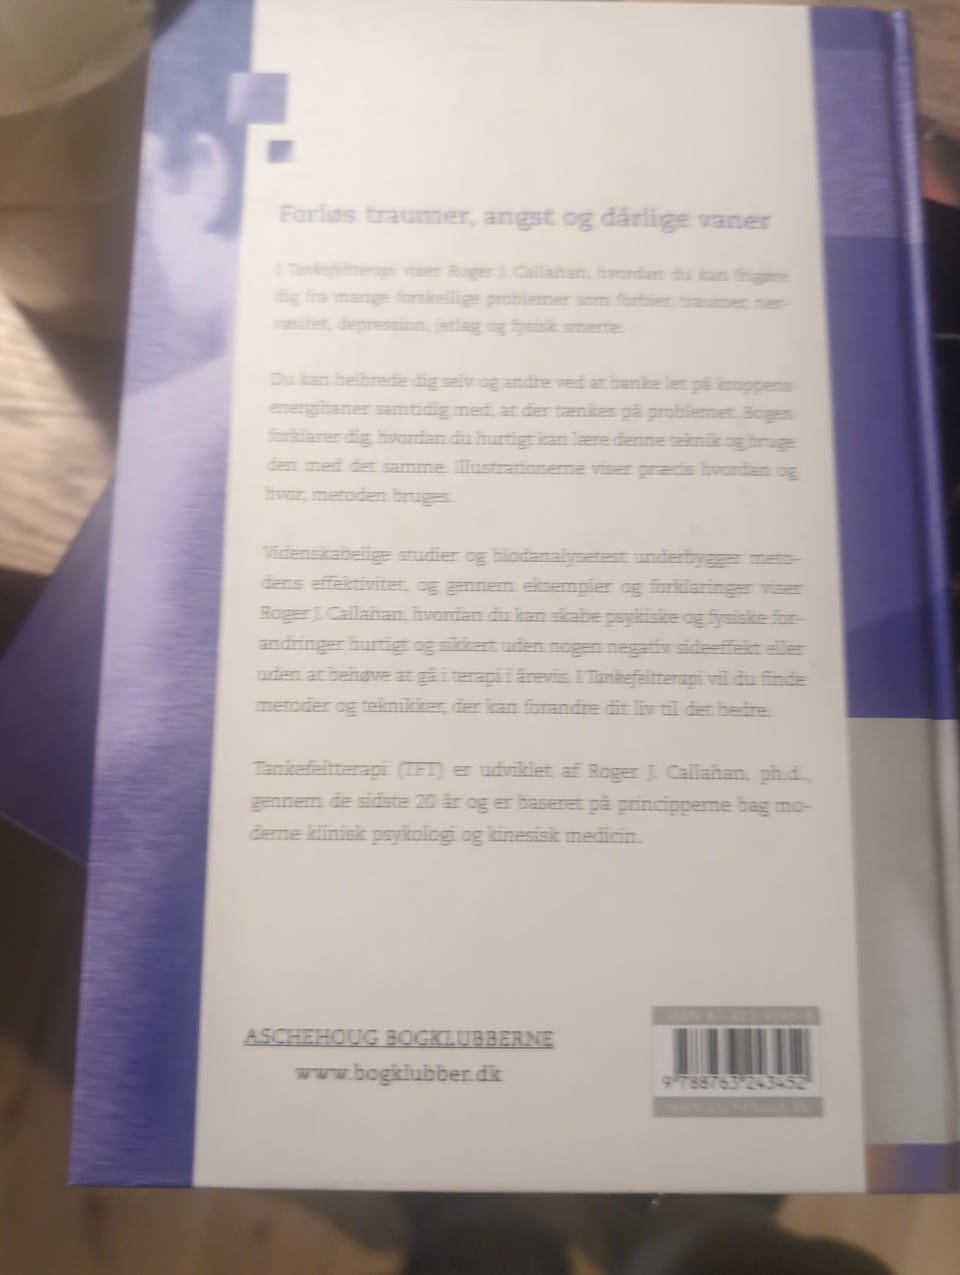 Forløs traumer, angst og dårlige vaner
I Tankefeltterapi viser Roger J. Callahan, hvordan du kan frigøre
dig fra mange forskellige problemer som forbier, traumer, ner-
vøsitet, depression, jetlag og fysisk smerte.
Du kan helbrede dig selv og andre ved at banke let på kroppens
energibaner samtidig med, at der tænkes på problemet. Bogen
forklarer dig, hvordan du hurtigt kan lære denne teknik og bruge
den med det samme. Illustrationerne viser præcis hvordan og
hvor, metoden bruges.
Videnskabelige studier og blodanalysetest underbygger meto-
dens effektivitet, og gennem eksempler og forklaringer viser
Roger J. Callahan, hvordan du kan skabe psykiske og fysiske for-
andringer hurtigt og sikkert uden nogen negativ sideeffekt eller
uden at behøve at gå i terapi i årevis. I Tankefeltterapi vil du finde
metoder og teknikker, der kan forandre dit liv til det bedre.
Tankefeltterapi (TFT) er udviklet af Roger J. Callahan, ph.d.,
gennem de sidste 20 år og er baseret på principperne bag mo-
derne klinisk psykologi og kinesisk medicin.
ASCHEHOUG BOGKLUBBERNE
www.bogklubber.dk
ISBN
9 788763 243452
www.aschehoug.dk